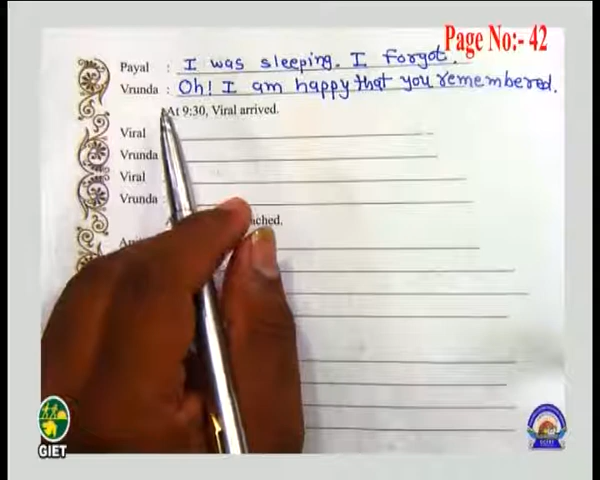 Page No:- 42
Payal : I was sleeping. I forgot.
Vrunda : Oh! I am happy that you remembered.
At 9:30, Viral arrived.
Viral
Vrunda
Viral
Vrunda :
ached.
GIET